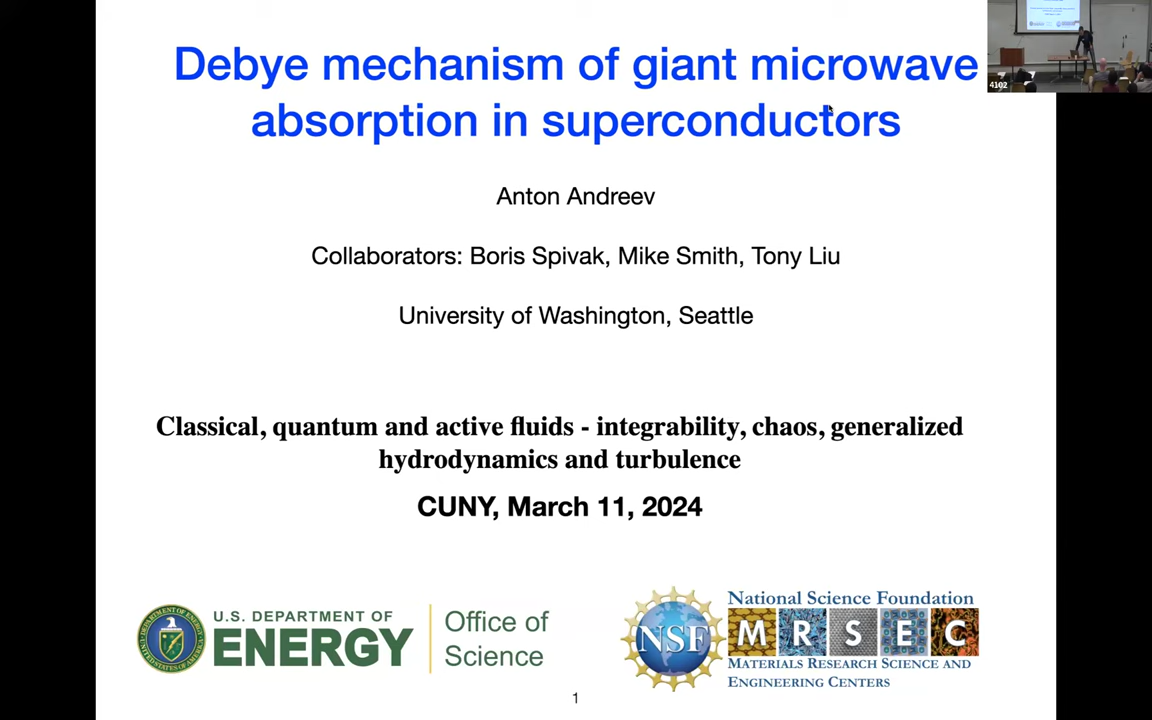 Debye mechanism of giant microwave
absorption in superconductors
4102
Anton Andreev
Collaborators: Boris Spivak, Mike Smith, Tony Liu
University of Washington, Seattle
Classical, quantum and active fluids - integrability, chaos, generalized
hydrodynamics and turbulence
CUNY, March 11, 2024
U.S. DEPARTMENT OF
ENERGY
Office of
Science
NSF
National Science Foundation
MRSEC
MATERIALS RESEARCH SCIENCE AND
ENGINEERING CENTERS
1